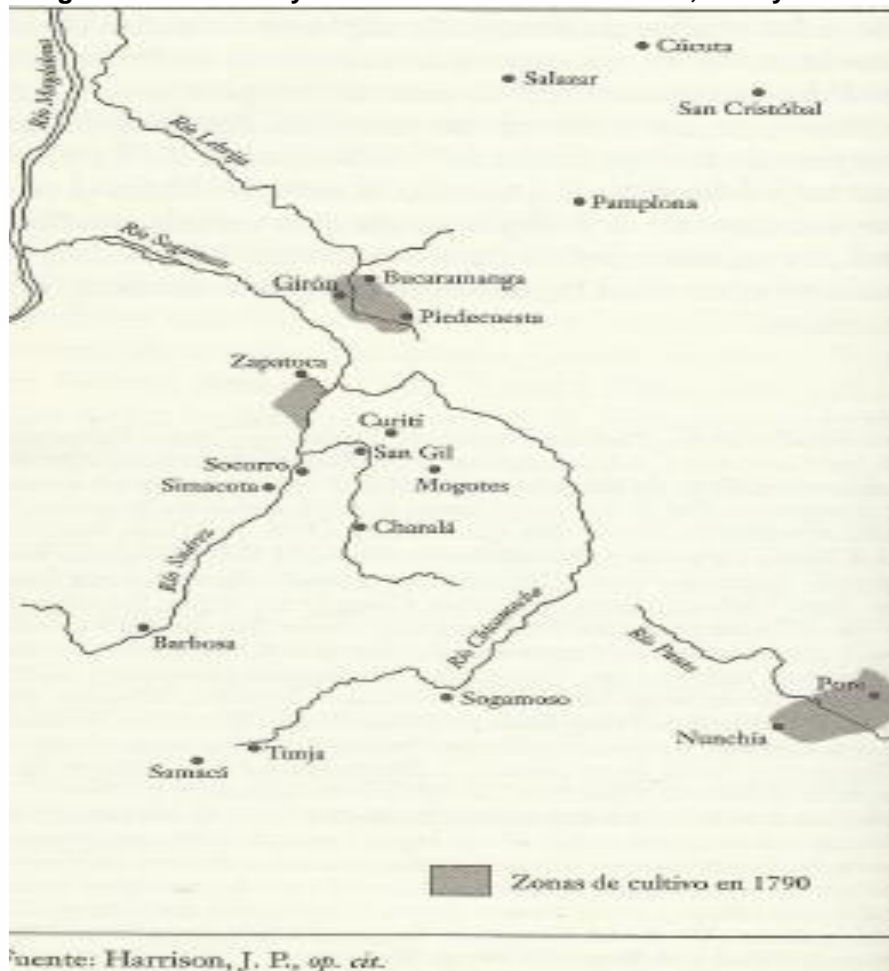 Río Magdalena
Cúcuta
Salazar
San Cristóbal
Río Lebrija
Pamplona
Río Sogamoso
Bucaramanga
Girón
Piedecuesta
Zapatoca
Curití
San Gil
Socorro
Mogotes
Simacota
Charalá
Río Suárez
Río Chicamocha
Barbosa
Río Pauto
Pore
Sogamoso
Nunchía
Tunja
Samacá
Zonas de cultivo en 1790
Fuente: Harrison, J. P., op. cit.